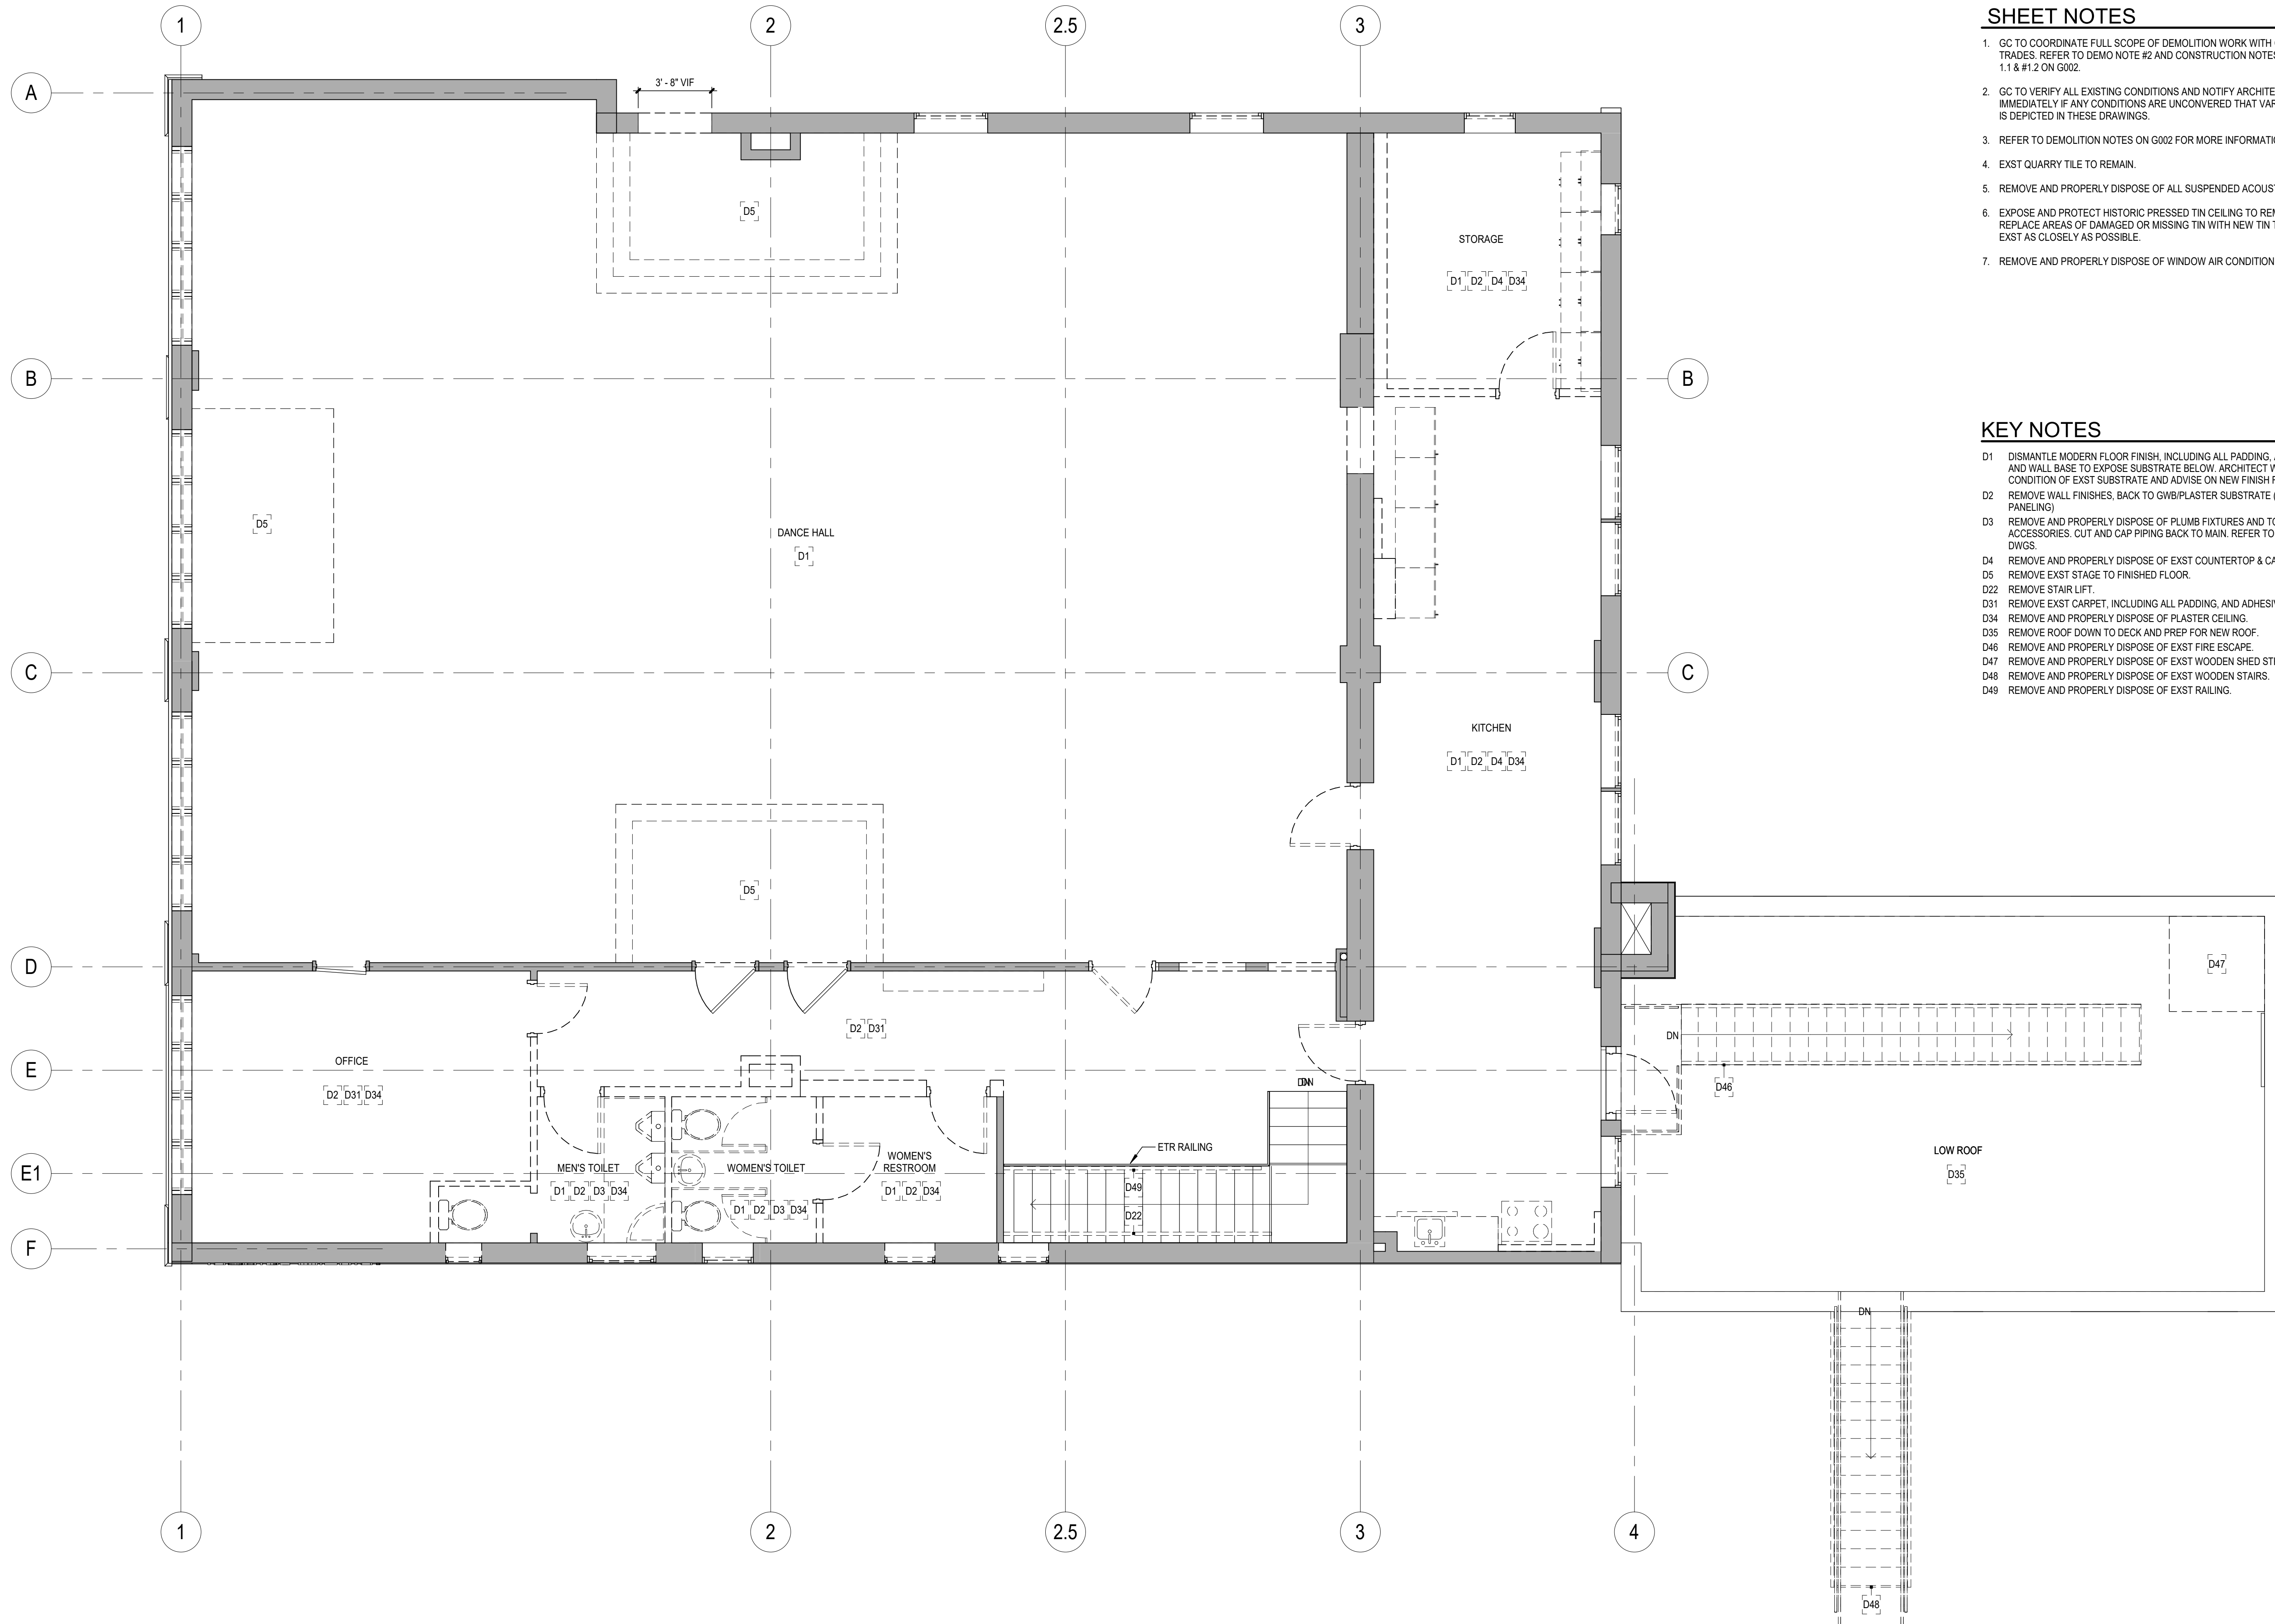 1
2
2.5
3
A
3' - 8" VIF
D5
STORAGE
D1 D2 D4 D34
B
B
D5
DANCE HALL
D1
C
C
KITCHEN
D1 D2 D4 D34
D5
D
D47
D2 D31
DN
E
OFFICE
D2 D31 D34
DN
DN
D46
ETR RAILING
LOW ROOF
D35
E1
MEN'S TOILET
D1 D2 D3 D34
WOMEN'S TOILET
D1 D2 D3 D34
WOMEN'S
RESTROOM
D1 D2 D34
D49
D22
F
DN
D48
1
2
2.5
3
4
SHEET NOTES
1. GC TO COORDINATE FULL SCOPE OF DEMOLITION WORK WITH
TRADES. REFER TO DEMO NOTE #2 AND CONSTRUCTION NOTES
1.1 & #1.2 ON G002.
2. GC TO VERIFY ALL EXISTING CONDITIONS AND NOTIFY ARCHITE
IMMEDIATELY IF ANY CONDITIONS ARE UNCONVERED THAT VAR
IS DEPICTED IN THESE DRAWINGS.
3. REFER TO DEMOLITION NOTES ON G002 FOR MORE INFORMATIO
4. EXST QUARRY TILE TO REMAIN.
5. REMOVE AND PROPERLY DISPOSE OF ALL SUSPENDED ACOUST
6. EXPOSE AND PROTECT HISTORIC PRESSED TIN CEILING TO REM
REPLACE AREAS OF DAMAGED OR MISSING TIN WITH NEW TIN T
EXST AS CLOSELY AS POSSIBLE.
7. REMOVE AND PROPERLY DISPOSE OF WINDOW AIR CONDITION
KEY NOTES
D1 DISMANTLE MODERN FLOOR FINISH, INCLUDING ALL PADDING,
AND WALL BASE TO EXPOSE SUBSTRATE BELOW. ARCHITECT W
CONDITION OF EXST SUBSTRATE AND ADVISE ON NEW FINISH F
D2 REMOVE WALL FINISHES, BACK TO GWB/PLASTER SUBSTRATE (
PANELING)
D3 REMOVE AND PROPERLY DISPOSE OF PLUMB FIXTURES AND TO
ACCESSORIES. CUT AND CAP PIPING BACK TO MAIN. REFER TO
DWGS.
D4 REMOVE AND PROPERLY DISPOSE OF EXST COUNTERTOP & CA
D5 REMOVE EXST STAGE TO FINISHED FLOOR.
D22 REMOVE STAIR LIFT.
D31 REMOVE EXST CARPET, INCLUDING ALL PADDING, AND ADHESIV
D34 REMOVE AND PROPERLY DISPOSE OF PLASTER CEILING.
D35 REMOVE ROOF DOWN TO DECK AND PREP FOR NEW ROOF.
D46 REMOVE AND PROPERLY DISPOSE OF EXST FIRE ESCAPE.
D47 REMOVE AND PROPERLY DISPOSE OF EXST WOODEN SHED STR
D48 REMOVE AND PROPERLY DISPOSE OF EXST WOODEN STAIRS.
D49 REMOVE AND PROPERLY DISPOSE OF EXST RAILING.